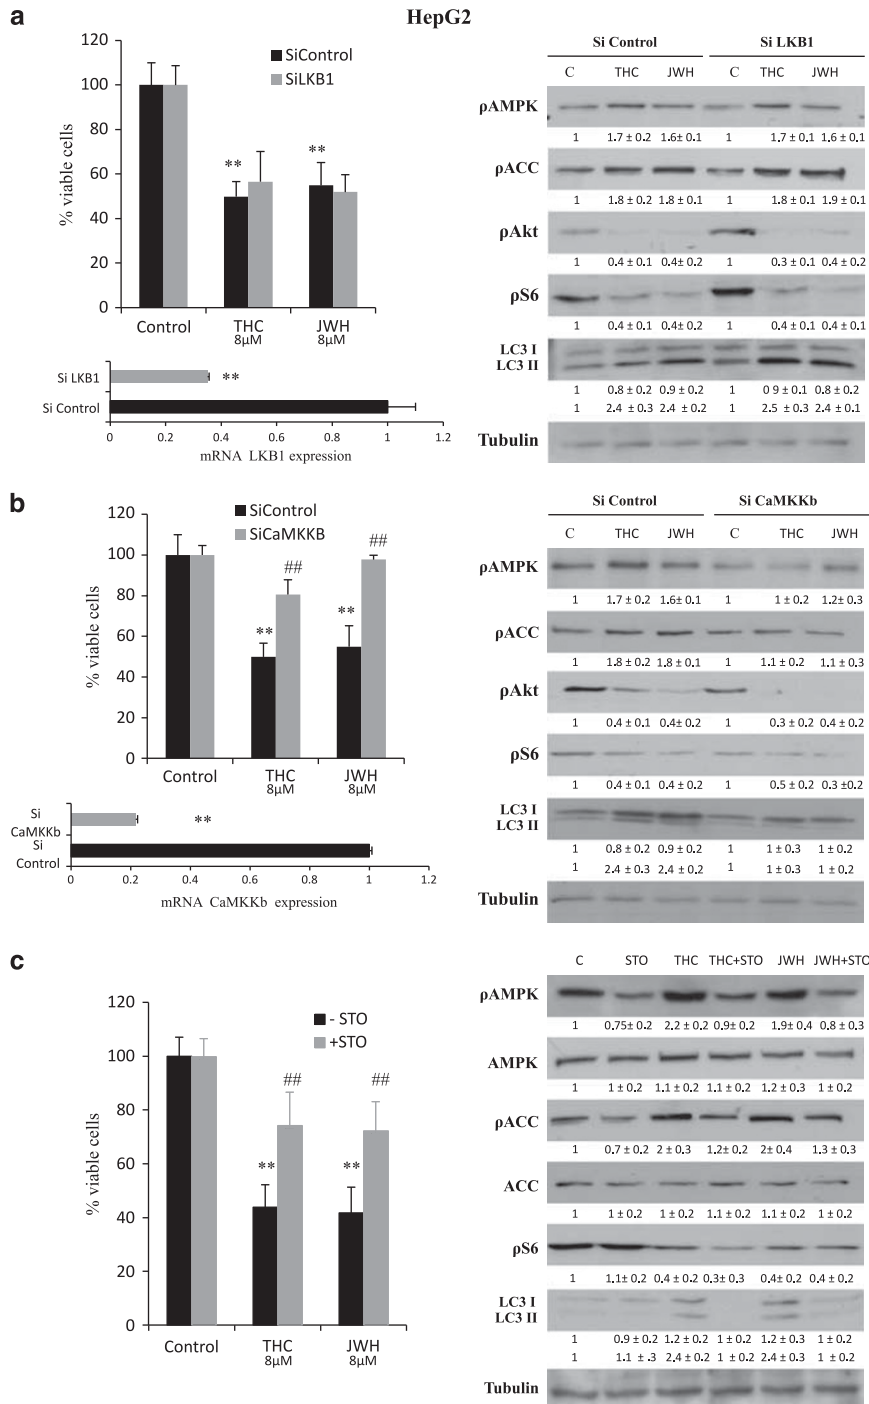 HepG2
a
120
100
80
60
40
20
0
% viable cells
SiControl
SiLKB1
**
**
Control
THC
8µM
JWH
8µM
Si LKB1
**
Si Control
0 0.2 0.4 0.6 0.8 1 1.2
mRNA LKB1 expression
Si Control Si LKB1
C THC JWH C THC JWH
ρAMPK
1 1.7 ± 0.2 1.6± 0.1 1 1.7 ± 0.1 1.6 ± 0.1
ρACC
1 1.8 ± 0.2 1.8 ± 0.1 1 1.8 ± 0.1 1.9 ± 0.1
ρAkt
1 0.4 ± 0.1 0.4± 0.2 1 0.3 ± 0.1 0.4 ± 0.2
ρS6
1 0.4 ± 0.1 0.4± 0.2 1 0.4 ± 0.1 0.4 ± 0.1
LC3 I
LC3 II
1 0.8 ± 0.2 0.9 ± 0.2 1 0 9 ± 0.1 0.8 ± 0.2
1 2.4 ± 0.3 2.4 ± 0.2 1 2.5 ± 0.3 2.4 ± 0.1
Tubulin
b
120
100
80
60
40
20
0
% viable cells
SiControl
SiCaMKKB
##
##
**
**
Control
THC
8µM
JWH
8µM
Si
CaMKKb
**
Si
Control
0 0.2 0.4 0.6 0.8 1 1.2
mRNA CaMKKb expression
Si Control Si CaMKKb
C THC JWH C THC JWH
ρAMPK
1 1.7 ± 0.2 1.6± 0.1 1 1 ± 0.2 1.2± 0.3
ρACC
1 1.8 ± 0.2 1.8 ± 0.1 1 1.1 ± 0.2 1.1 ± 0.3
ρAkt
1 0.4 ± 0.1 0.4± 0.2 1 0.3 ± 0.2 0.4 ± 0.2
ρS6
1 0.4 ± 0.1 0.4 ± 0.2 1 0.5 ± 0.2 0.3 ±0.2
LC3 I
LC3 II
1 0.8 ± 0.2 0.9 ± 0.2 1 1 ± 0.3 1 ± 0.2
1 2.4 ± 0.3 2.4 ± 0.2 1 1 ± 0.3 1 ± 0.2
Tubulin
c
120
100
80
60
40
20
0
% viable cells
- STO
+STO
##
##
**
**
Control
THC
8µM
JWH
8µM
C STO THC THC+STO JWH JWH+STO
ρAMPK
1 0.75± 0.2 2.2 ± 0.2 0.9± 0.2 1.9± 0.4 0.8 ± 0.3
AMPK
1 1 ± 0.2 1.1 ± 0.2 1.1 ± 0.2 1.2 ± 0.3 1 ± 0.2
ρACC
1 0.7 ± 0.2 2 ± 0.3 1.2± 0.2 2± 0.4 1.3 ± 0.3
ACC
1 1 ± 0.2 1 ± 0.2 1.1 ± 0.2 1.1 ± 0.2 1 ± 0.2
ρS6
1 1.1± 0.2 0.4 ± 0.2 0.3± 0.3 0.4± 0.2 0.4 ± 0.2
LC3 I
LC3 II
1 0.9 ± 0.2 1.2 ± 0.2 1 ± 0.2 1.2 ± 0.3 1 ± 0.2
1 1.1 ± .3 2.4 ± 0.2 1 ± 0.2 2.4 ± 0.3 1 ± 0.2
Tubulin